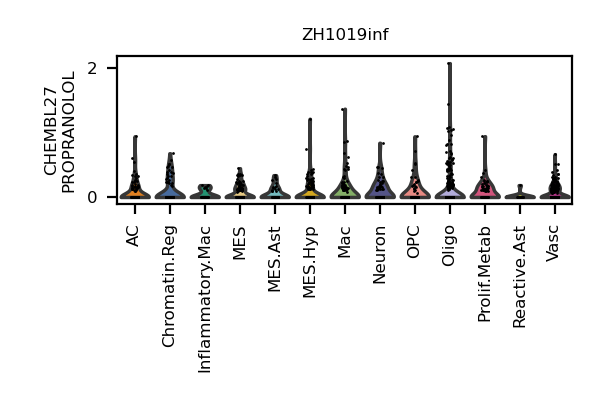 ZH1019inf
CHEMBL27
PROPRANOLOL
2
0
AC
Chromatin.Reg
Inflammatory.Mac
MES
MES.Ast
MES.Hyp
Mac
Neuron
OPC
Oligo
Prolif.Metab
Reactive.Ast
Vasc